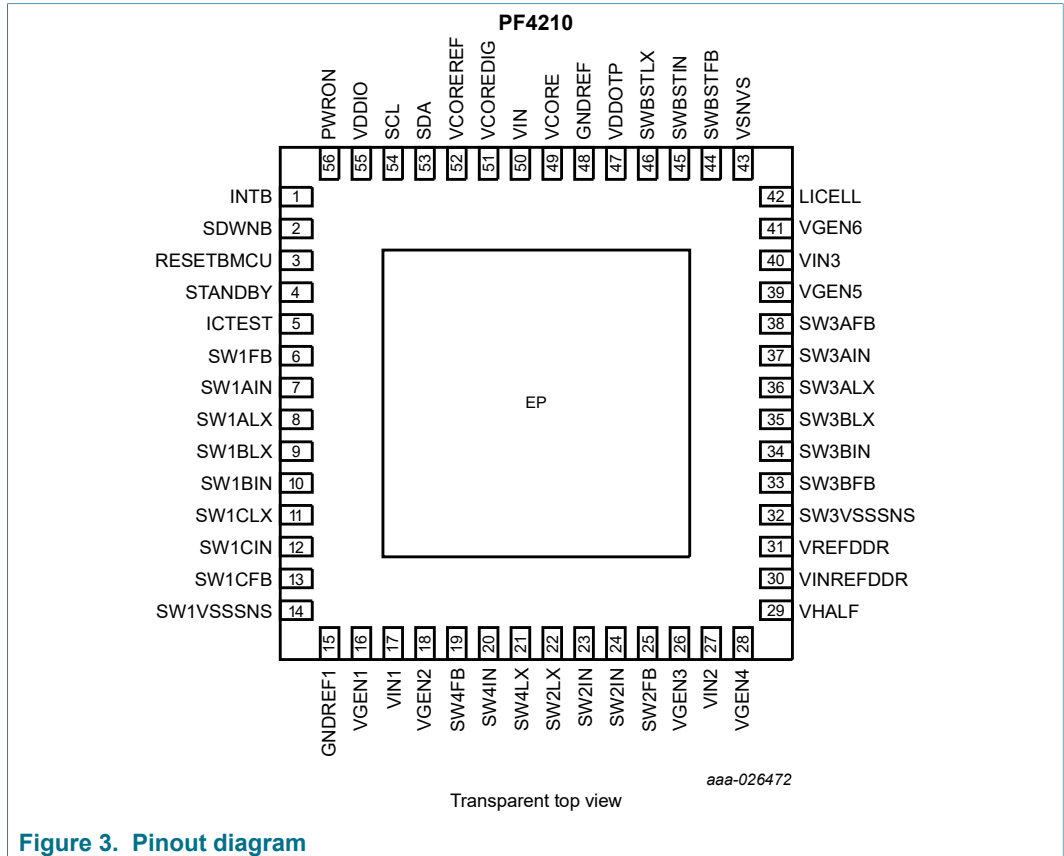 PF4210
PWRON
VDDIO
SCL
SDA
VCOREREF
VCOREDIG
VIN
VCORE
GNDREF
VDDOTP
SWBSTLX
SWBSTIN
SWBSTFB
VSNVS
56
55
54
53
52
51
50
49
48
47
46
45
44
43
INTB 1
SDWNB 2
RESETBMCU 3
STANDBY 4
ICTEST 5
SW1FB 6
SW1AIN 7
SW1ALX 8
SW1BLX 9
SW1BIN 10
SW1CLX 11
SW1CIN 12
SW1CFB 13
SW1VSSSNS 14
EP
42 LICELL
41 VGEN6
40 VIN3
39 VGEN5
38 SW3AFB
37 SW3AIN
36 SW3ALX
35 SW3BLX
34 SW3BIN
33 SW3BFB
32 SW3VSSSNS
31 VREFDDR
30 VINREFDDR
29 VHALF
15
16
17
18
19
20
21
22
23
24
25
26
27
28
GNDREF1
VGEN1
VIN1
VGEN2
SW4FB
SW4IN
SW4LX
SW2LX
SW2IN
SW2IN
SW2FB
VGEN3
VIN2
VGEN4
aaa-026472
Transparent top view
Figure 3. Pinout diagram